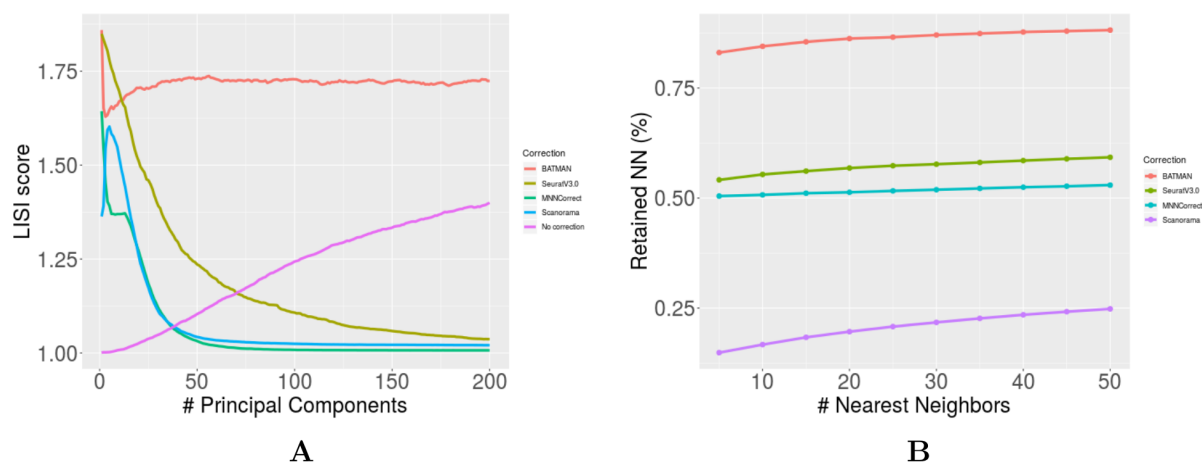 LISI score
1.75
1.50
1.25
1.00
0
50
100
150
200
# Principal Components
Correction
BATMAN
SeuratV3.0
MNNCorrect
Scanorama
No correction
A
Retained NN (%)
0.75
0.50
0.25
10
20
30
40
50
# Nearest Neighbors
Correction
BATMAN
SeuratV3.0
MNNCorrect
Scanorama
B